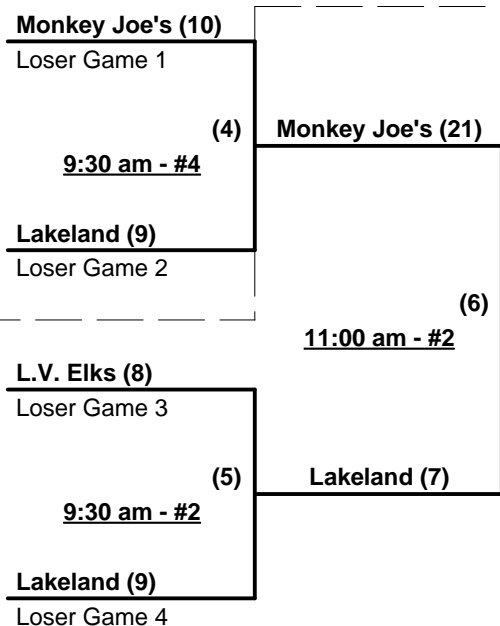 Monkey Joe's (10)
Loser Game 1
(4)
Monkey Joe's (21)
9:30 am - #4
Lakeland (9)
Loser Game 2
(6)
11:00 am - #2
L.V. Elks (8)
Loser Game 3
(5)
Lakeland (7)
9:30 am - #2
Lakeland (9)
Loser Game 4